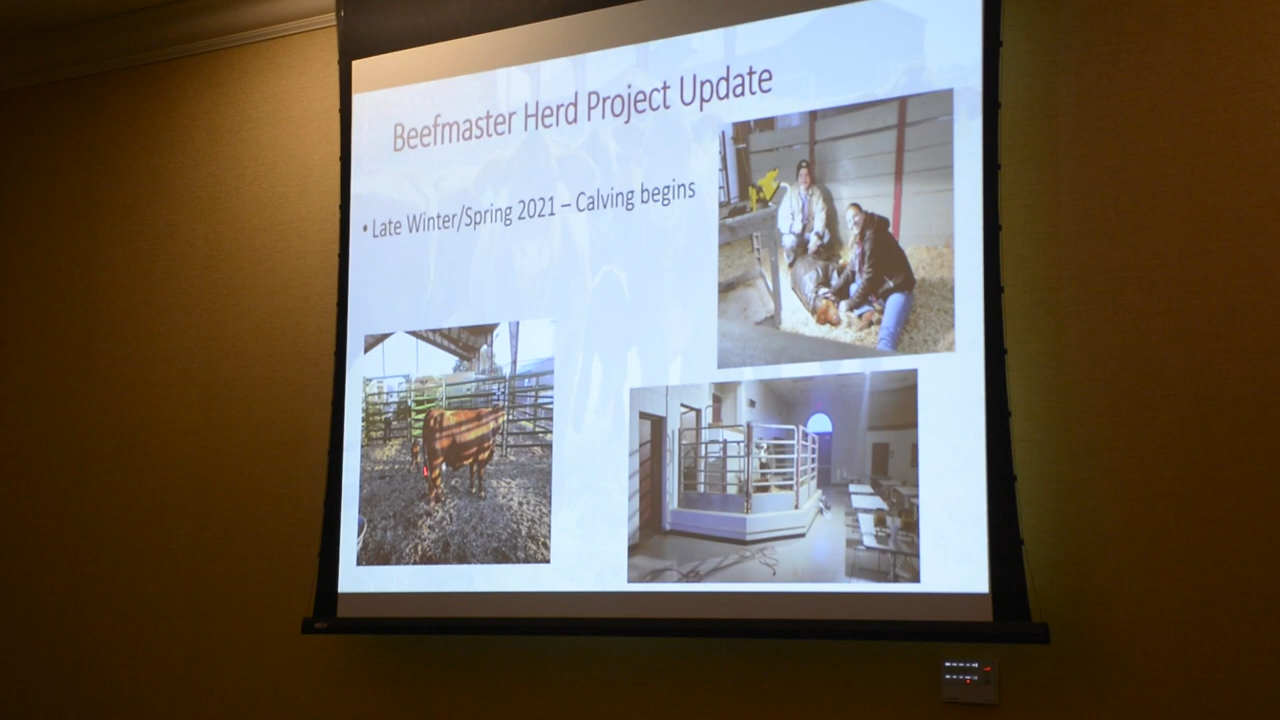 Beefmaster Herd Project Update
• Late Winter/Spring 2021 – Calving begins